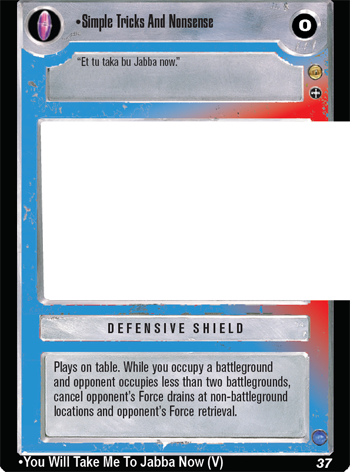 •Simple Tricks And Nonsense
0
“Et tu taka bu Jabba now.”
DEFENSIVE SHIELD
Plays on table. While you occupy a battleground
and opponent occupies less than two battlegrounds,
cancel opponent's Force drains at non-battleground
locations and opponent's Force retrieval.
•You Will Take Me To Jabba Now (V)
37